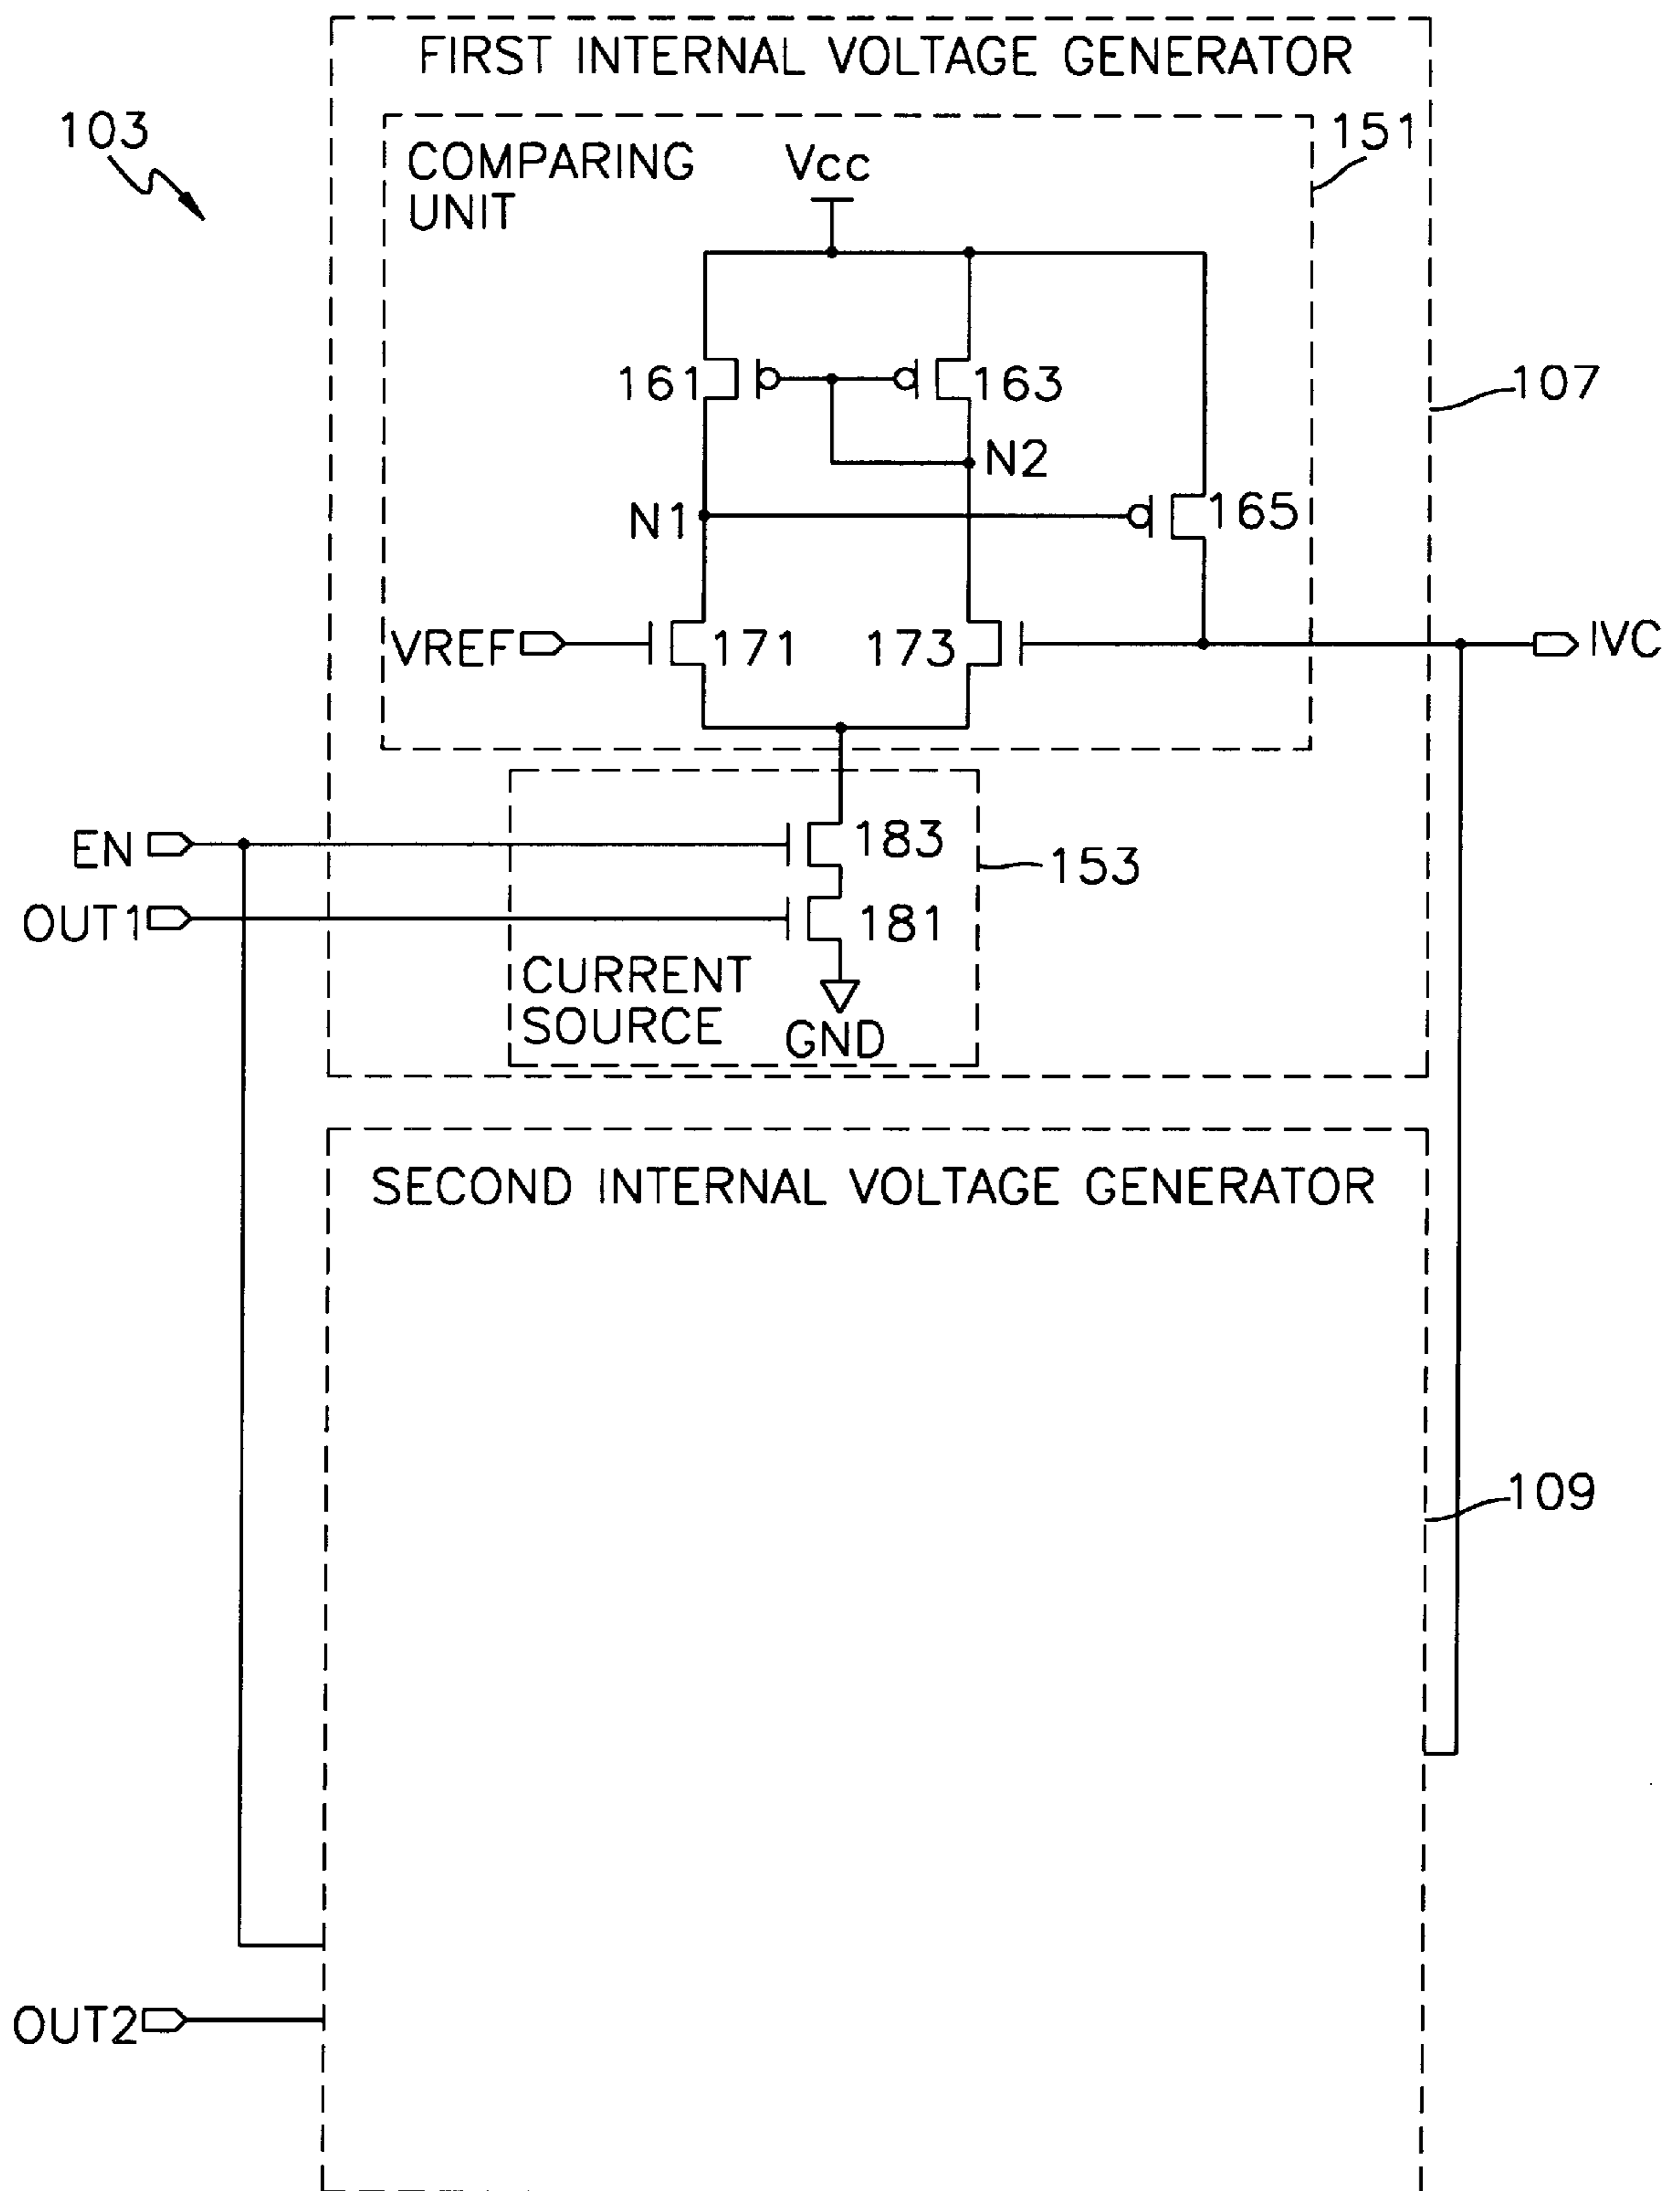 FIRST INTERNAL VOLTAGE GENERATOR
103
151
COMPARING
UNIT
Vcc
161
163
107
N2
N1
165
VREF
171
173
IVC
EN
183
153
OUT1
181
CURRENT
SOURCE
GND
SECOND INTERNAL VOLTAGE GENERATOR
109
OUT2